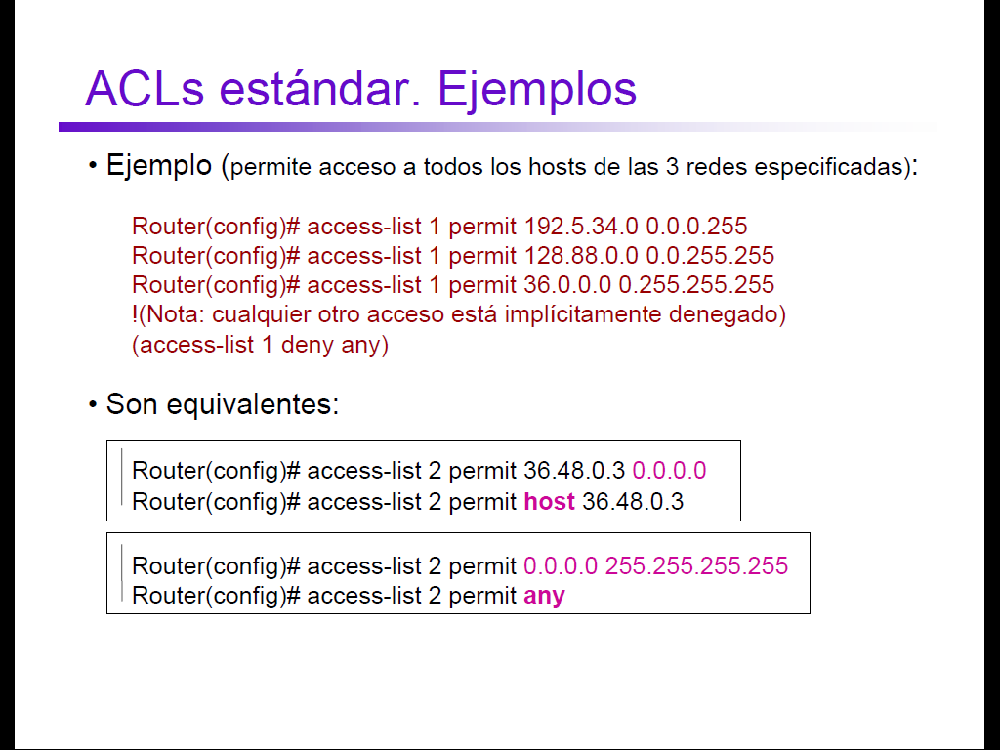 ACLs estándar. Ejemplos
• Ejemplo (permite acceso a todos los hosts de las 3 redes especificadas):
Router(config)# access-list 1 permit 192.5.34.0 0.0.0.255
Router(config)# access-list 1 permit 128.88.0.0 0.0.255.255
Router(config)# access-list 1 permit 36.0.0.0 0.255.255.255
!(Nota: cualquier otro acceso está implícitamente denegado)
(access-list 1 deny any)
• Son equivalentes:
Router(config)# access-list 2 permit 36.48.0.3 0.0.0.0
Router(config)# access-list 2 permit host 36.48.0.3
Router(config)# access-list 2 permit 0.0.0.0 255.255.255.255
Router(config)# access-list 2 permit any